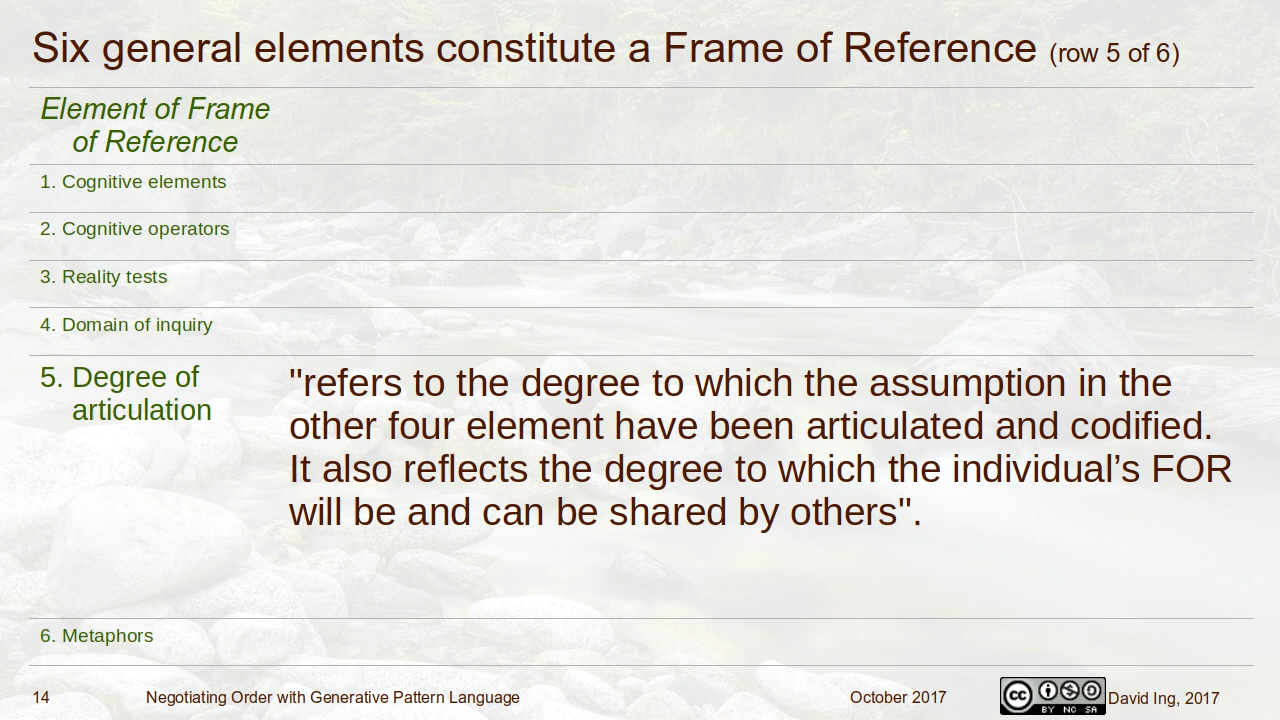 Six general elements constitute a Frame of Reference (row 5 of 6)
Element of Frame
of Reference
1. Cognitive elements
2. Cognitive operators
3. Reality tests
4. Domain of inquiry
5. Degree of
articulation
"refers to the degree to which the assumption in the
other four element have been articulated and codified.
It also reflects the degree to which the individual’s FOR
will be and can be shared by others".
6. Metaphors
14 Negotiating Order with Generative Pattern Language October 2017 cc BY NC SA David Ing, 2017